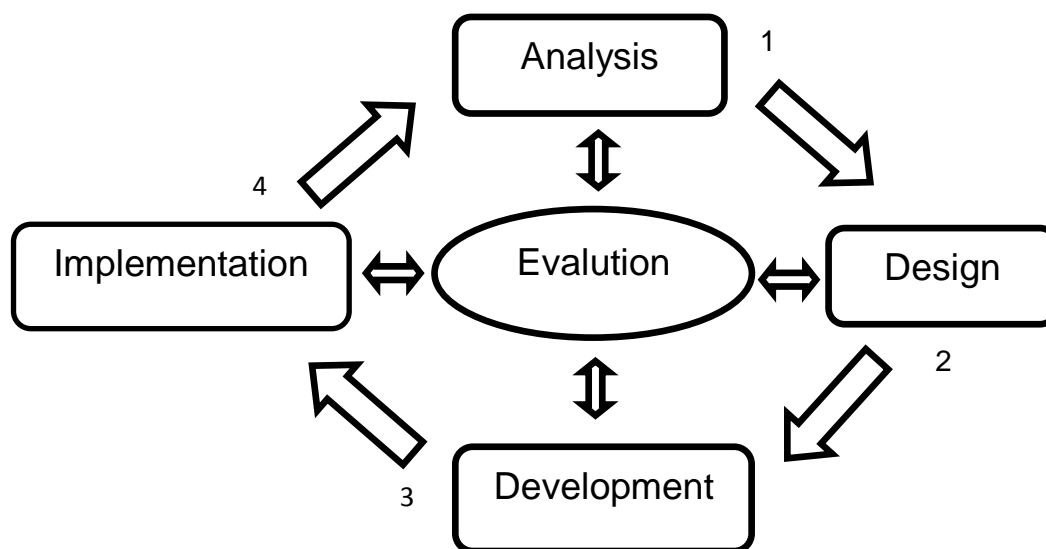 Analysis
1
4
Implementation
Evalution
Design
2
Development
3